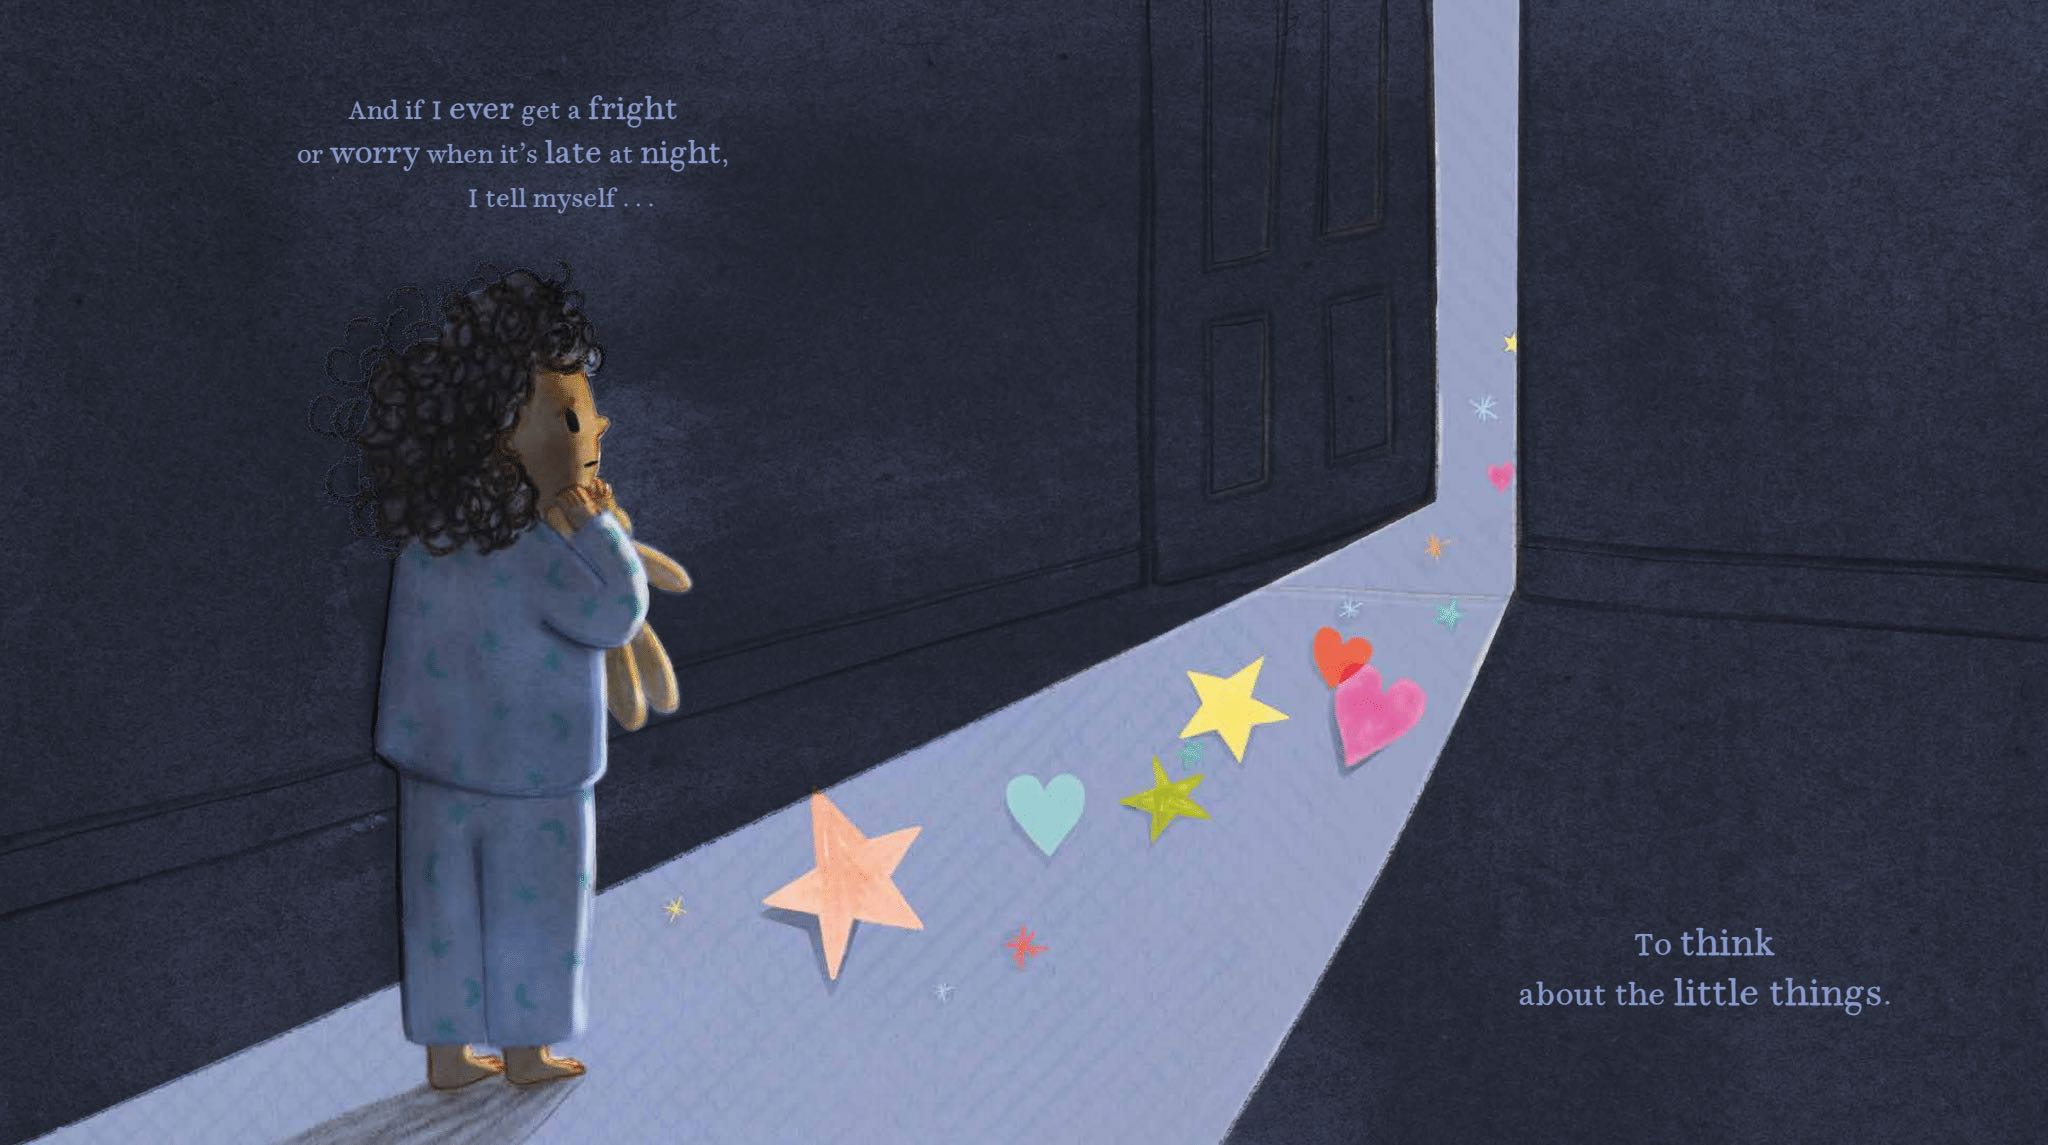 And if I ever get a fright
or worry when it’s late at night,
I tell myself . . .
To think
about the little things.